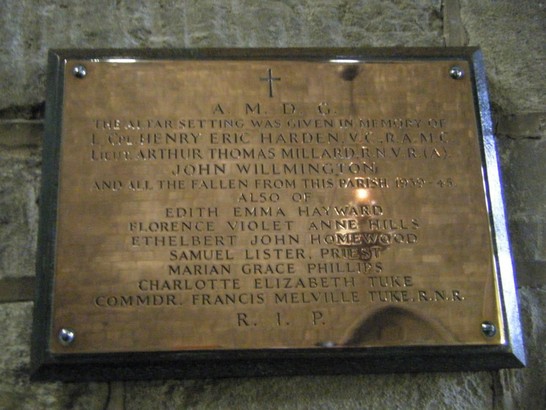 A. M. D. G.
THE ALTAR SETTING WAS GIVEN IN MEMORY OF
L. CPL. HENRY ERIC HARDEN, V.C., R.A.M.C.
LIEUT. ARTHUR THOMAS MILLARD, R.N.V.R. (A)
JOHN WILLMINGTON
AND ALL THE FALLEN FROM THIS PARISH, 1939-45.
ALSO OF
EDITH EMMA HAYWARD
FLORENCE VIOLET ANNE HILLS
ETHELBERT JOHN HOMEWOOD
SAMUEL LISTER, PRIEST
MARIAN GRACE PHILLIPS
CHARLOTTE ELIZABETH TUKE
COMMDR. FRANCIS MELVILLE TUKE, R.N.R.
R. I. P.